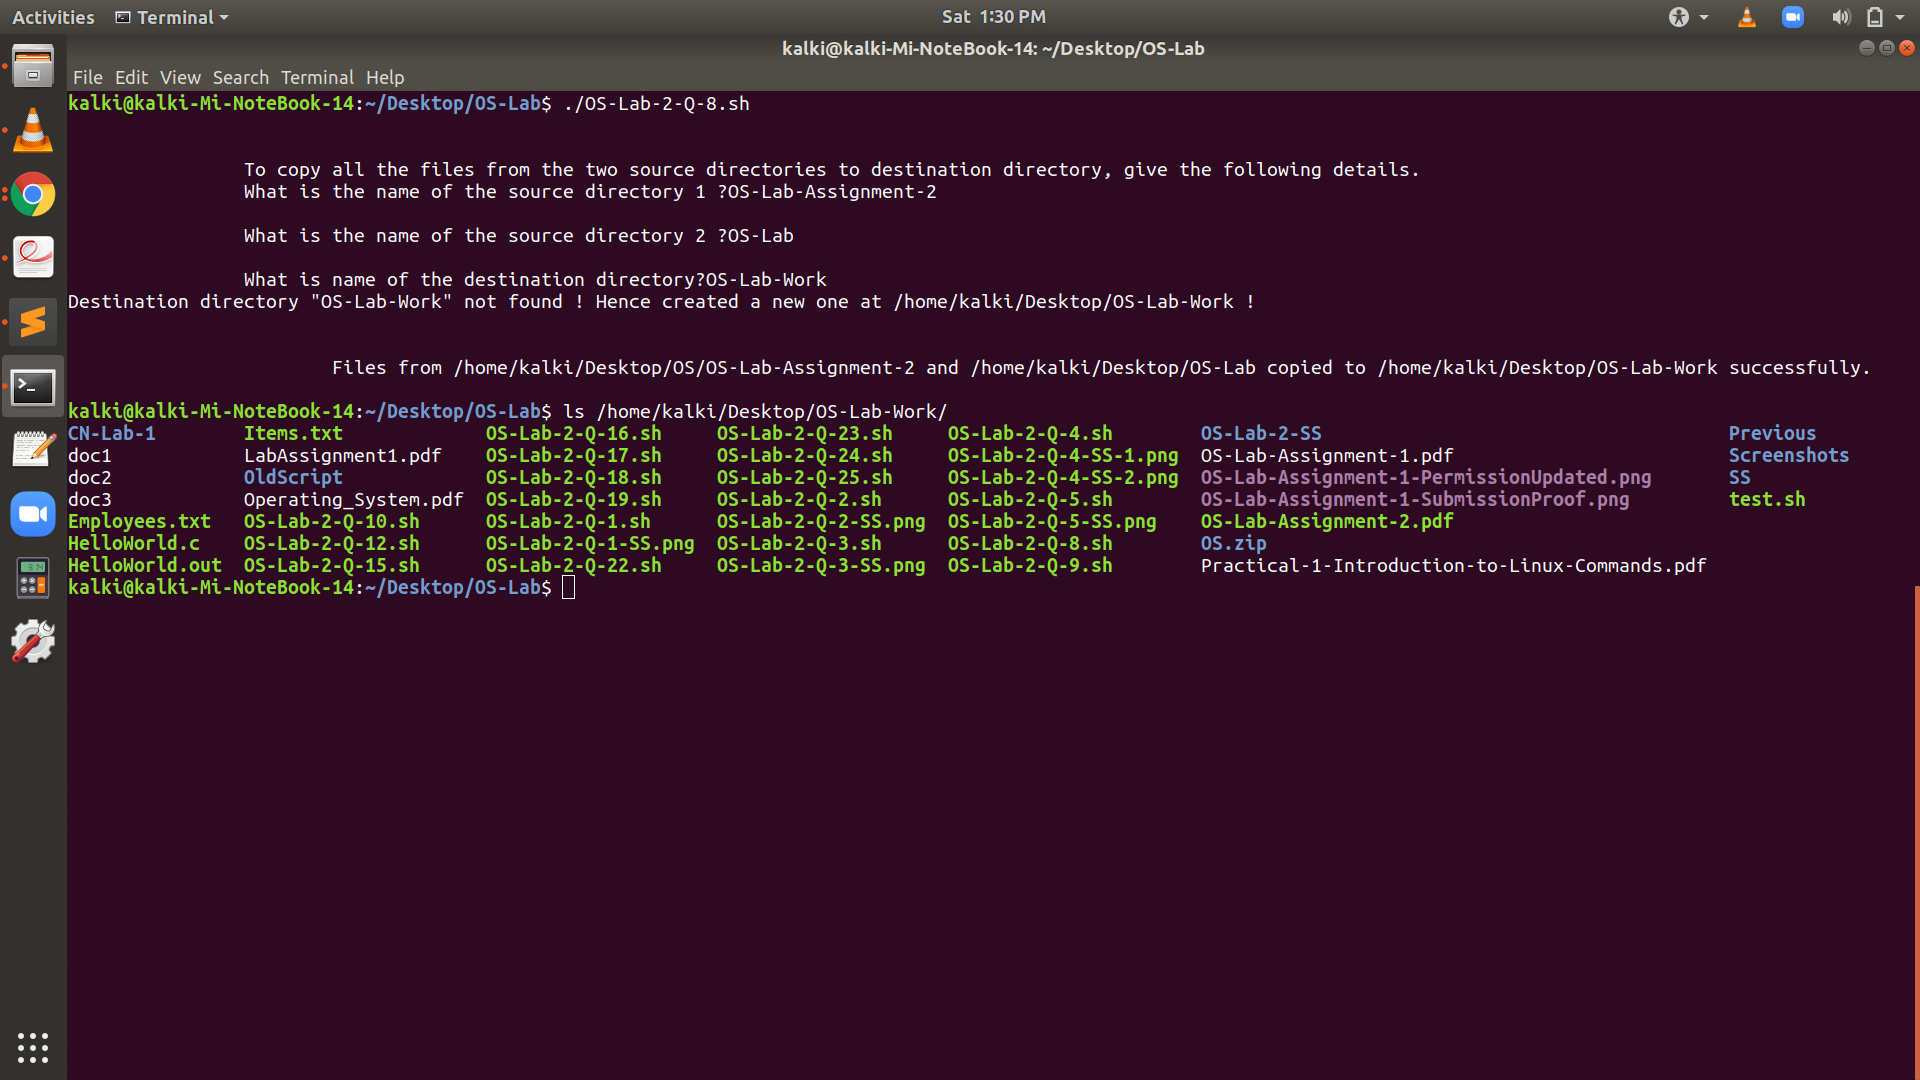 Activities Terminal Sat 1:30 PM
kalki@kalki-Mi-NoteBook-14: ~/Desktop/OS-Lab
File Edit View Search Terminal Help
kalki@kalki-Mi-NoteBook-14:~/Desktop/OS-Lab$ ./OS-Lab-2-Q-8.sh
To copy all the files from the two source directories to destination directory, give the following details.
What is the name of the source directory 1 ?OS-Lab-Assignment-2
What is the name of the source directory 2 ?OS-Lab
What is name of the destination directory?OS-Lab-Work
Destination directory "OS-Lab-Work" not found ! Hence created a new one at /home/kalki/Desktop/OS-Lab-Work !
Files from /home/kalki/Desktop/OS/OS-Lab-Assignment-2 and /home/kalki/Desktop/OS-Lab copied to /home/kalki/Desktop/OS-Lab-Work successfully.
kalki@kalki-Mi-NoteBook-14:~/Desktop/OS-Lab$ ls /home/kalki/Desktop/OS-Lab-Work/
CN-Lab-1 Items.txt OS-Lab-2-Q-16.sh OS-Lab-2-Q-23.sh OS-Lab-2-Q-4.sh OS-Lab-2-SS Previous
doc1 LabAssignment1.pdf OS-Lab-2-Q-17.sh OS-Lab-2-Q-24.sh OS-Lab-2-Q-4-SS-1.png OS-Lab-Assignment-1.pdf Screenshots
doc2 OldScript OS-Lab-2-Q-18.sh OS-Lab-2-Q-25.sh OS-Lab-2-Q-4-SS-2.png OS-Lab-Assignment-1-PermissionUpdated.png SS
doc3 Operating_System.pdf OS-Lab-2-Q-19.sh OS-Lab-2-Q-2.sh OS-Lab-2-Q-5.sh OS-Lab-Assignment-1-SubmissionProof.png test.sh
Employees.txt OS-Lab-2-Q-10.sh OS-Lab-2-Q-1.sh OS-Lab-2-Q-2-SS.png OS-Lab-2-Q-5-SS.png OS-Lab-Assignment-2.pdf
HelloWorld.c OS-Lab-2-Q-12.sh OS-Lab-2-Q-1-SS.png OS-Lab-2-Q-3.sh OS-Lab-2-Q-8.sh OS.zip
HelloWorld.out OS-Lab-2-Q-15.sh OS-Lab-2-Q-22.sh OS-Lab-2-Q-3-SS.png OS-Lab-2-Q-9.sh Practical-1-Introduction-to-Linux-Commands.pdf
kalki@kalki-Mi-NoteBook-14:~/Desktop/OS-Lab$